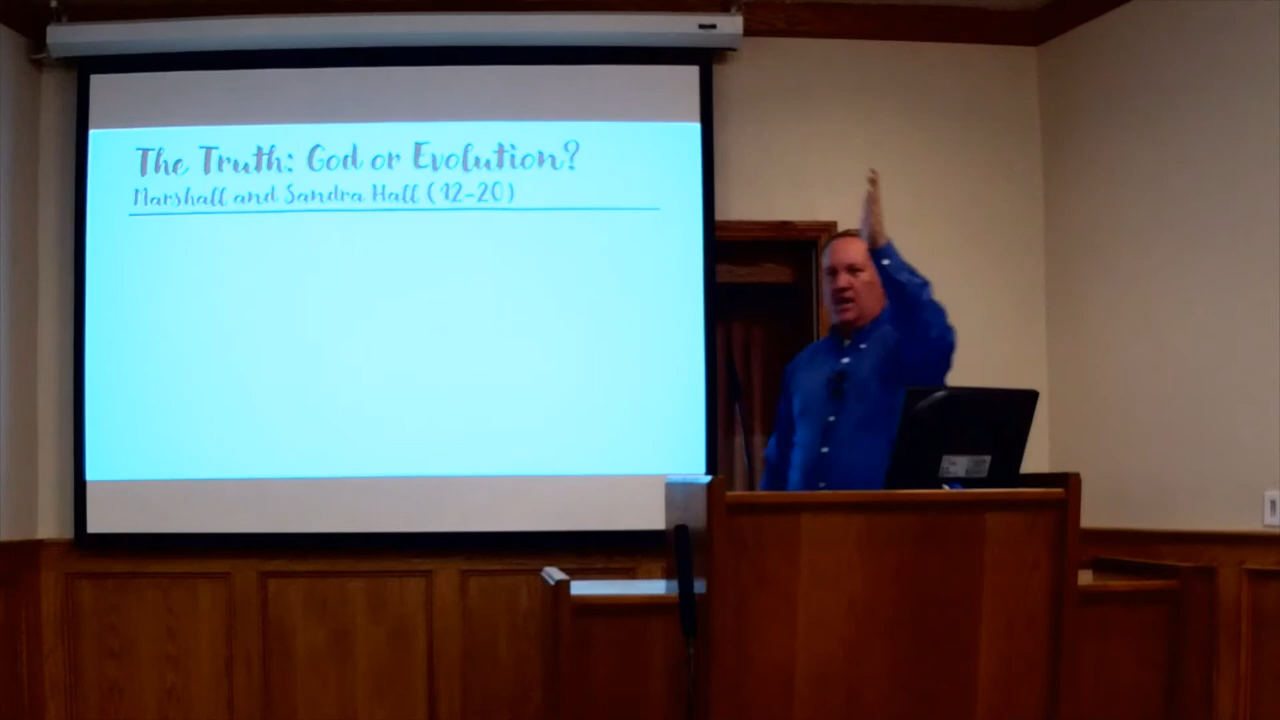 The Truth: God or Evolution?
Marshall and Sandra Hall (12-20)